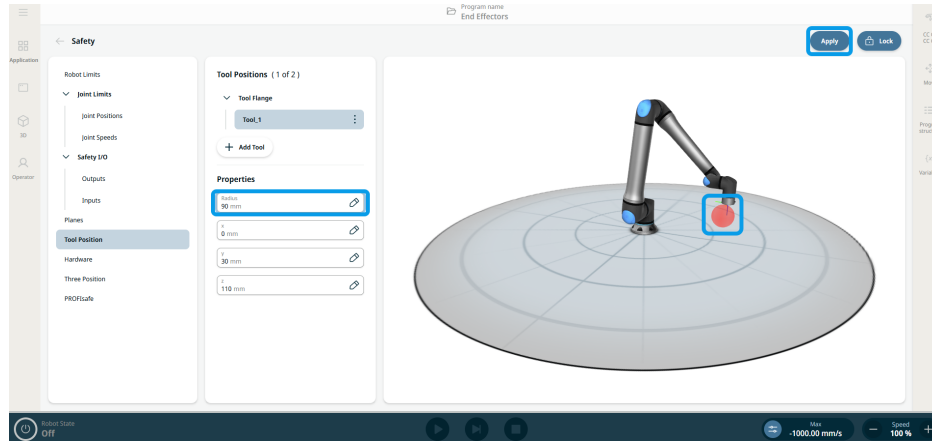 Program name
End Effectors
Safety
Apply
Lock
Application
3D
Operator
Robot Limits
Joint Limits
Joint Positions
Joint Speeds
Safety I/O
Outputs
Inputs
Planes
Tool Position
Hardware
Three Position
PROFIsafe
Tool Positions (1 of 2)
Tool Flange
Tool_1
Add Tool
Properties
Radius
90 mm
X
0 mm
Y
30 mm
Z
110 mm
Robot State
Off
Max
-1000.00 mm/s
Speed
100 %